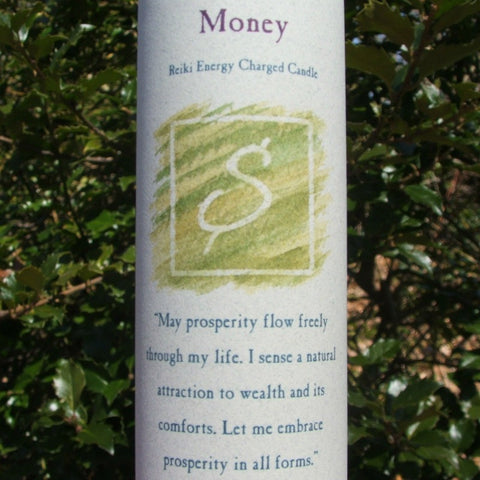 Money
Reiki Energy Charged Candle
$
"May prosperity flow freely
through my life. I sense a natural
attraction to wealth and its
comforts. Let me embrace
prosperity in all forms."